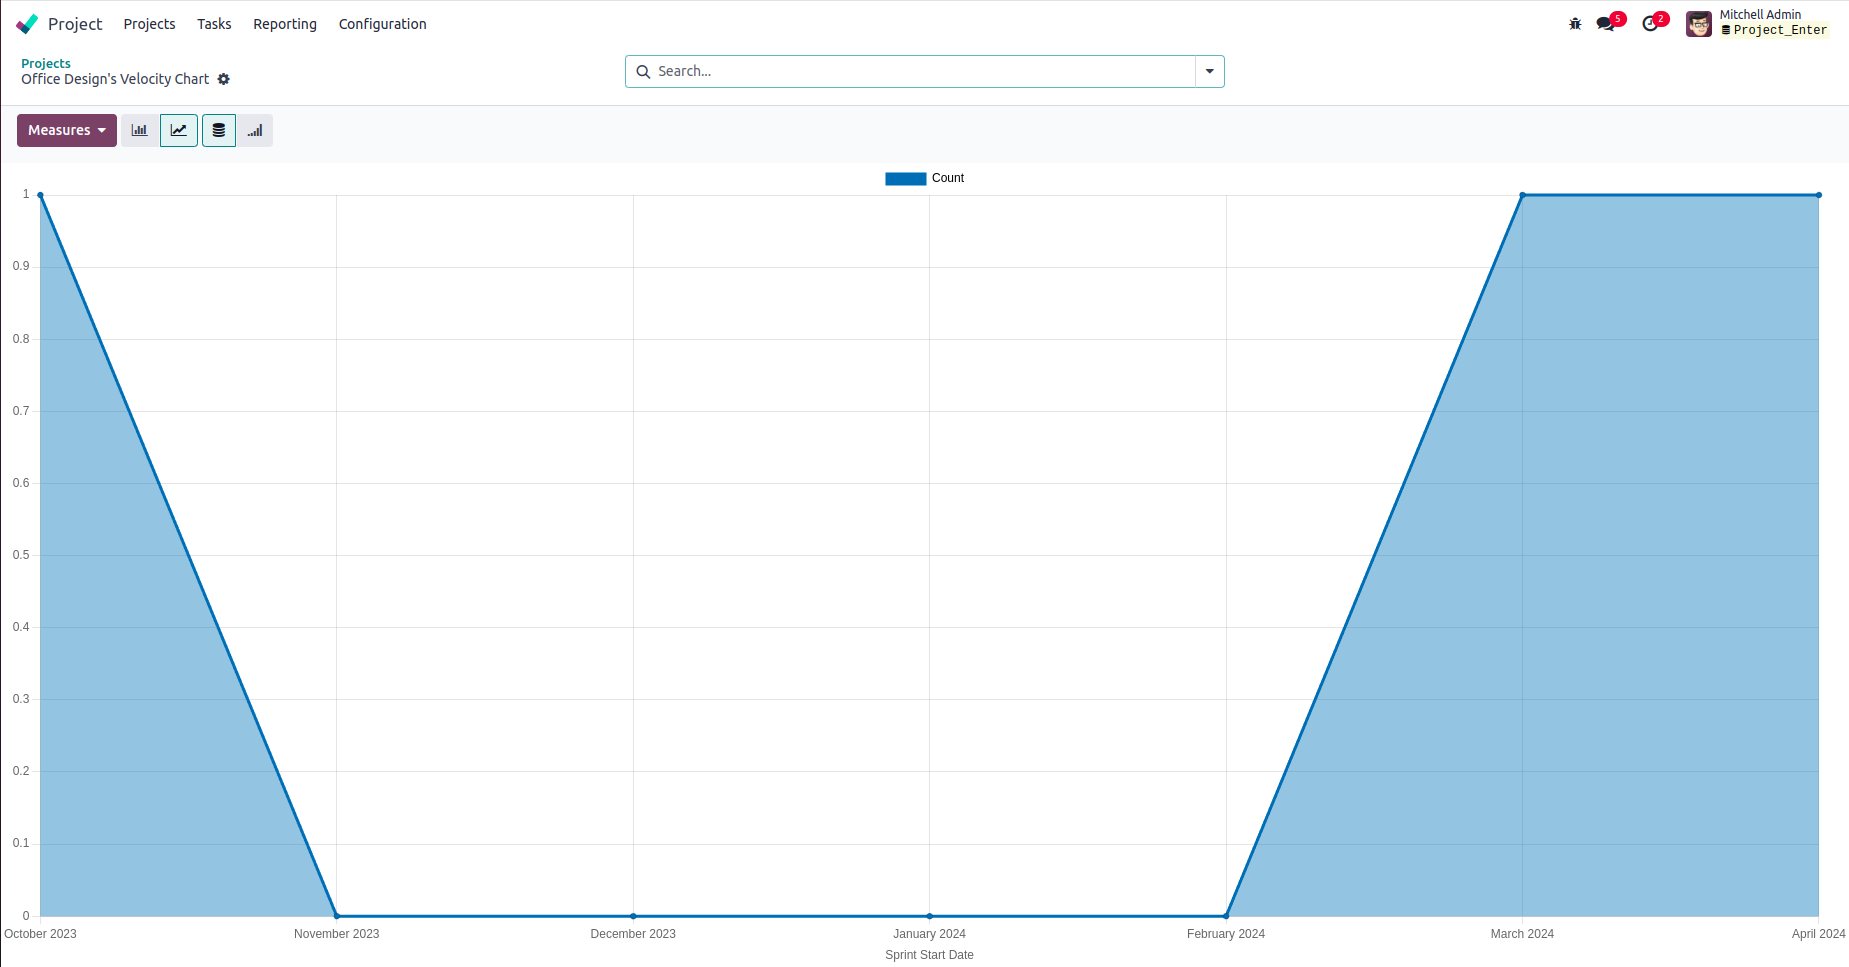 Project Projects Tasks Reporting Configuration 5 2 Mitchell Admin
Project_Enter
Projects
Office Design's Velocity Chart
Search...
Measures
Count
1
0.9
0.8
0.7
0.6
0.5
0.4
0.3
0.2
0.1
0
October 2023 November 2023 December 2023 January 2024 February 2024 March 2024 April 2024
Sprint Start Date